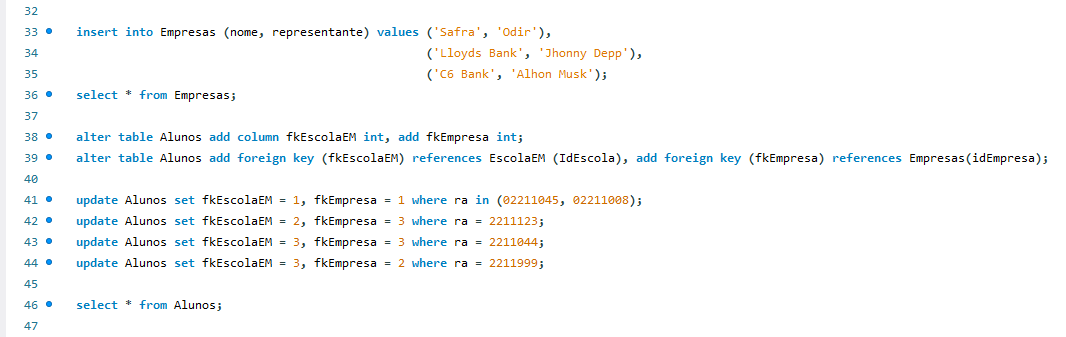 32
33 insert into Empresas (nome, representante) values ('Safra', 'Odir'),
34 ('Lloyds Bank', 'Jhonny Depp'),
35 ('C6 Bank', 'Alhon Musk');
36 select * from Empresas;
37
38 alter table Alunos add column fkEscolaEM int, add fkEmpresa int;
39 alter table Alunos add foreign key (fkEscolaEM) references EscolaEM (IdEscola), add foreign key (fkEmpresa) references Empresas(idEmpresa);
40
41 update Alunos set fkEscolaEM = 1, fkEmpresa = 1 where ra in (02211045, 02211008);
42 update Alunos set fkEscolaEM = 2, fkEmpresa = 3 where ra = 2211123;
43 update Alunos set fkEscolaEM = 3, fkEmpresa = 3 where ra = 2211044;
44 update Alunos set fkEscolaEM = 3, fkEmpresa = 2 where ra = 2211999;
45
46 select * from Alunos;
47